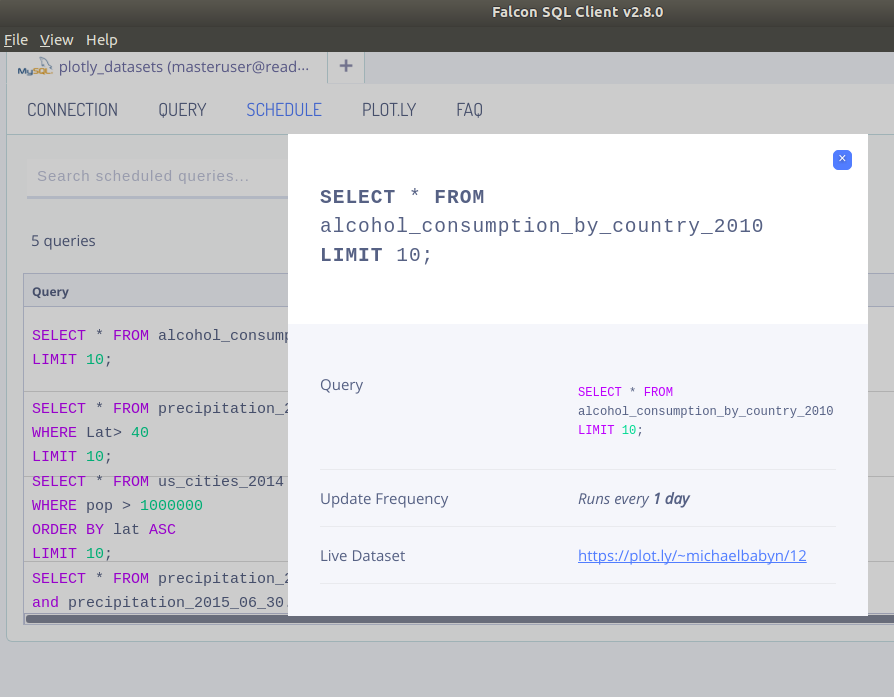 Falcon SQL Client v2.8.0
File View Help
MySQL plotly_datasets (masteruser@read...
+
CONNECTION QUERY SCHEDULE PLOT.LY FAQ
Search scheduled queries...
5 queries
Query
SELECT * FROM
LIMIT 10;
SELECT * FROM
WHERE Lat> 40
LIMIT 10;
SELECT * FROM us_cities_2014
WHERE pop > 1000000
ORDER BY lat ASC
LIMIT 10;
SELECT * FROM
and precipitation_2015_06_30
×
SELECT * FROM
alcohol_consumption_by_country_2010
LIMIT 10;
Query
SELECT * FROM
alcohol_consumption_by_country_2010
LIMIT 10;
Update Frequency Runs every 1 day
Live Dataset https://plot.ly/~michaelbabyn/12